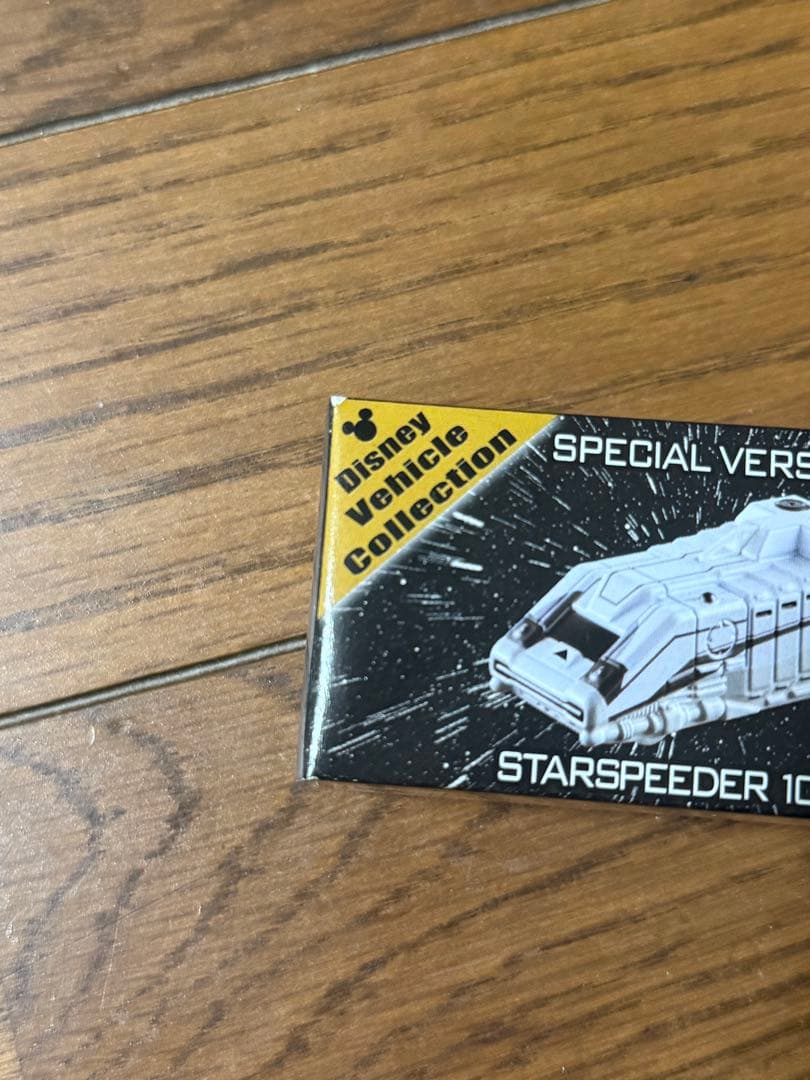 Disney
Vehicle
Collection
SPECIAL VERS
STARSPEEDER 10